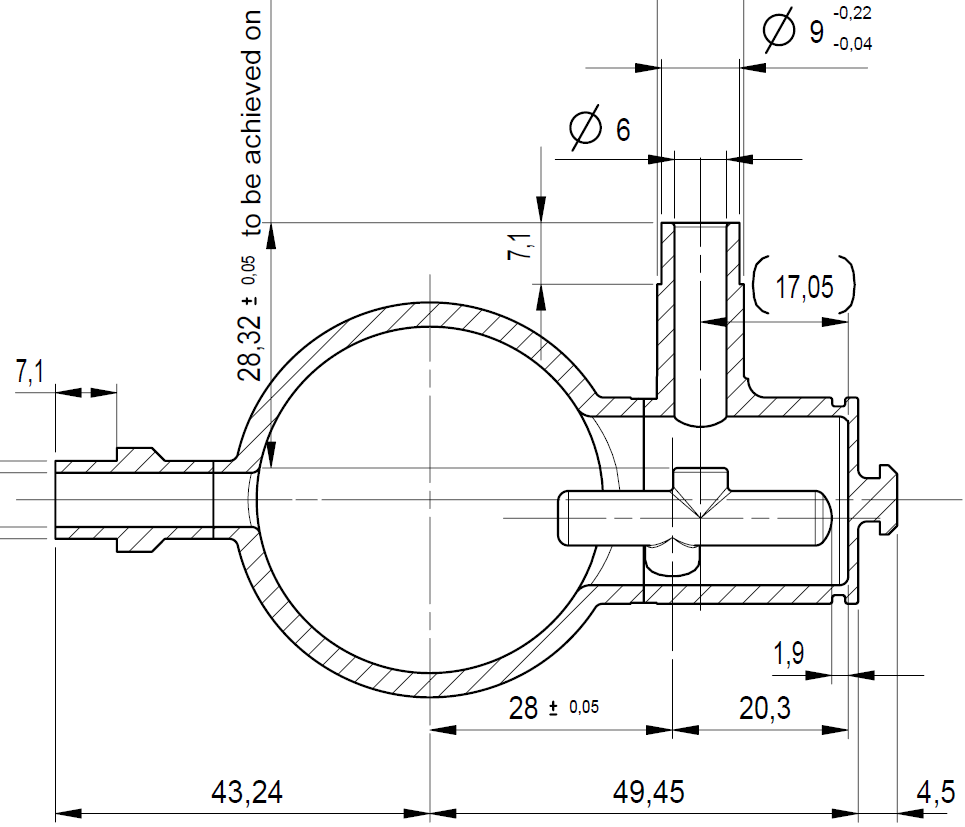 to be achieved on
Ø 9 -0,22 -0,04
Ø 6
7,1
(17,05)
28,32 ± 0,05
7,1
1,9
28 ± 0,05
20,3
43,24
49,45
4,5